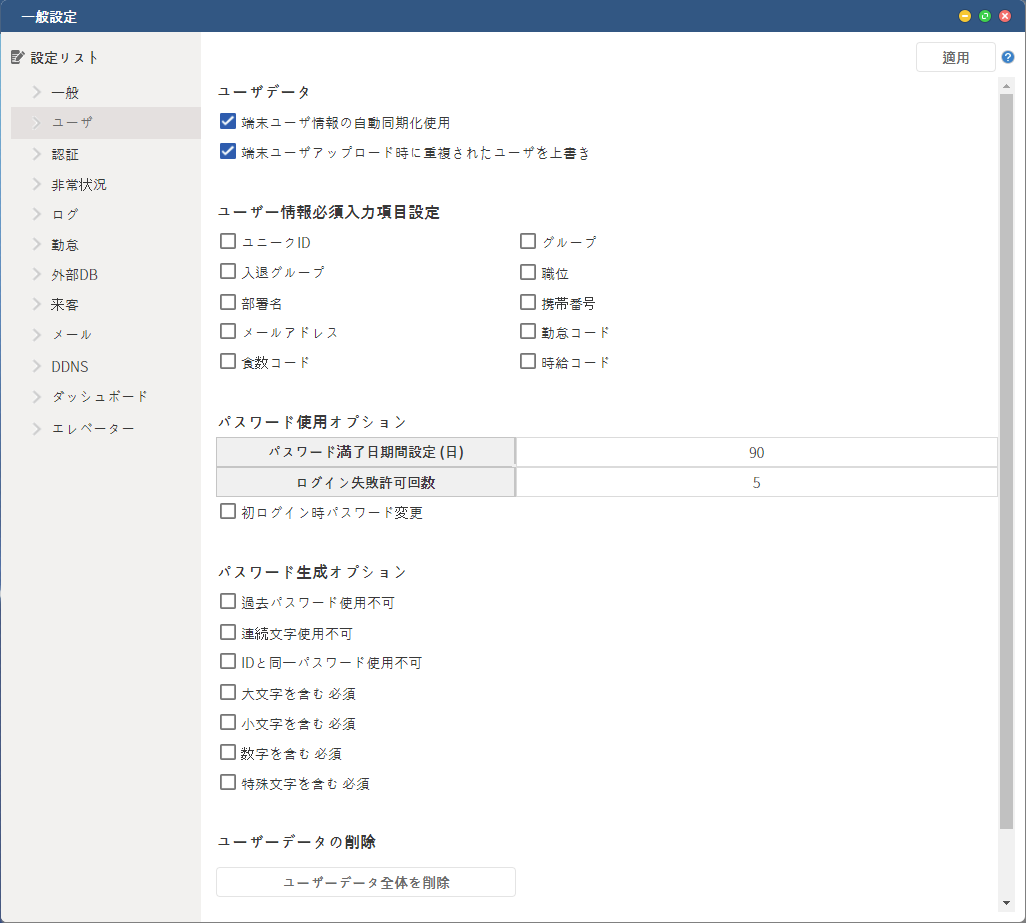 一般設定
設定リスト
一般
ユーザ
認証
非常状況
ログ
勤怠
外部DB
来客
メール
DDNS
ダッシュボード
エレベーター
適用
ユーザデータ
端末ユーザ情報の自動同期化使用
端末ユーザアップロード時に重複されたユーザを上書き
ユーザー情報必須入力項目設定
ユニークID
グループ
入退グループ
職位
部署名
携帯番号
メールアドレス
勤怠コード
食数コード
時給コード
パスワード使用オプション
パスワード満了日期間設定 (日)
90
ログイン失敗許可回数
5
初ログイン時パスワード変更
パスワード生成オプション
過去パスワード使用不可
連続文字使用不可
IDと同一パスワード使用不可
大文字を含む 必須
小文字を含む 必須
数字を含む 必須
特殊文字を含む 必須
ユーザーデータの削除
ユーザーデータ全体を削除